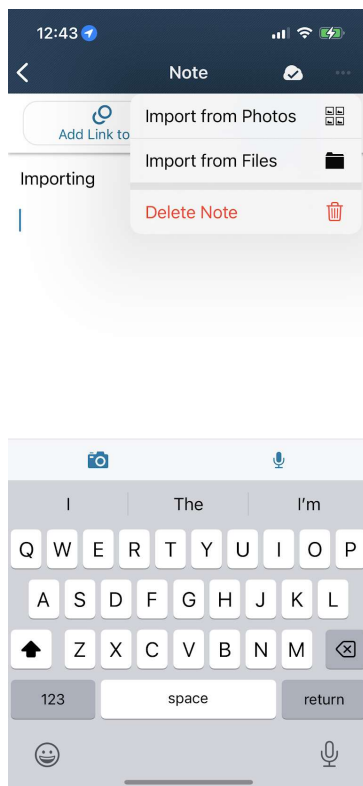 12:43
Note
Add Link to
Import from Photos
Import from Files
Delete Note
Importing
I The I'm
Q W E R T Y U I O P
A S D F G H J K L
Z X C V B N M
123 space return